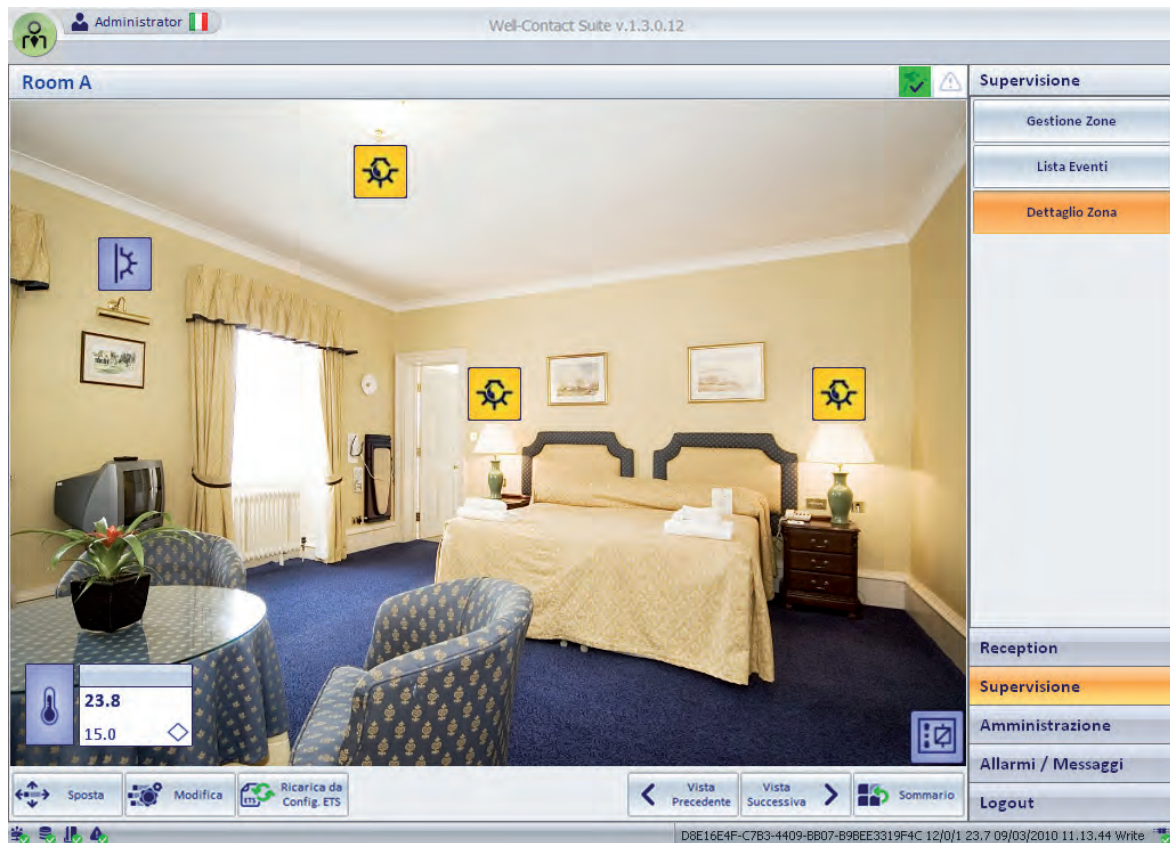 Administrator
Well-Contact Suite v.1.3.0.12
Room A
Supervisione
Gestione Zone
Lista Eventi
Dettaglio Zona
23.8
15.0
Reception
Supervisione
Amministrazione
Allarmi / Messaggi
Logout
Sposta
Modifica
Ricarica da
Config. ETS
Vista
Precedente
Vista
Successiva
Sommario
D8E16E4F-C7B3-4409-BB07-B9BEE3319F4C 12/0/1 23.7 09/03/2010 11.13.44 Write